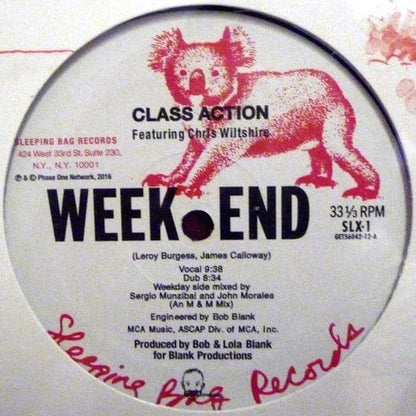 CLASS ACTION
Featuring Chris Wiltshire
SLEEPING BAG RECORDS
424 West 33rd St. Suite 230,
N.Y., N.Y. 10001
℗ & © Phase One Network, 2016
WEEK.END
33 ⅓ RPM
SLX-1
GET56042-12-A
(Leroy Burgess, James Calloway)
Vocal 9:38
Dub 8:34
Weekday side mixed by
Sergio Munzibai and John Morales
(An M & M Mix)
Engineered by Bob Blank
MCA Music, ASCAP Div. of MCA, Inc.
Produced by Bob & Lola Blank
for Blank Productions
Sleeping Bag Records